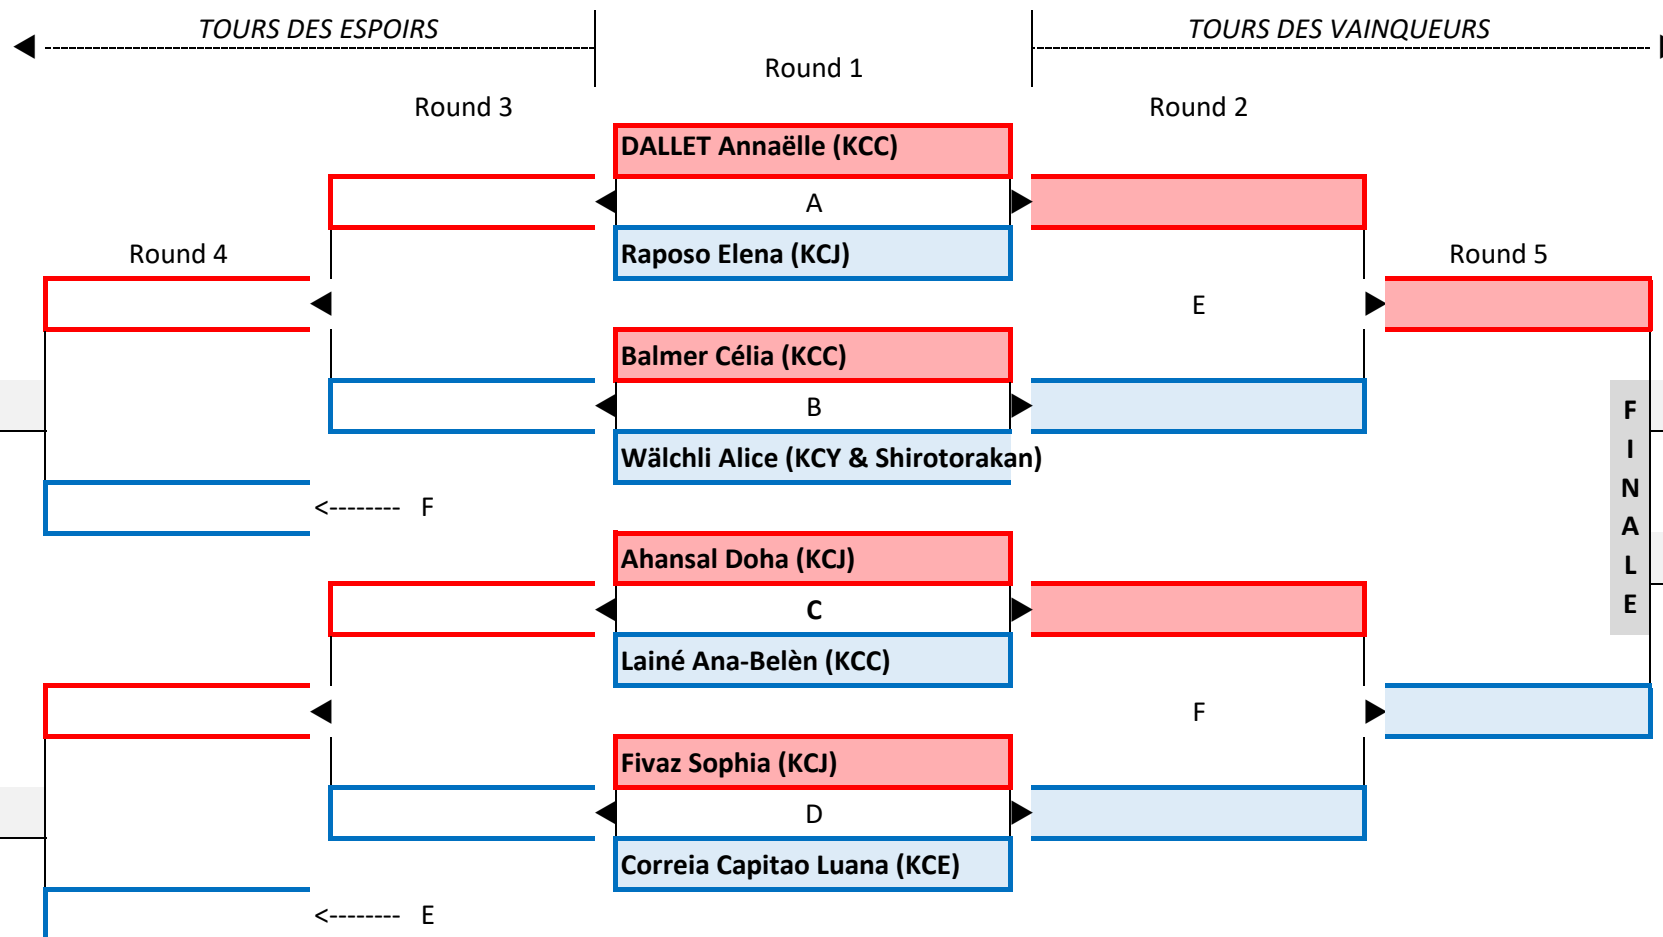 TOURS DES ESPOIRS
TOURS DES VAINQUEURS
Round 1
Round 3
Round 2
DALLET Annaëlle (KCC)
A
Raposo Elena (KCJ)
Round 4
Round 5
E
Balmer Célia (KCC)
B
Wälchli Alice (KCY & Shirotorakan)
<-------- F
F
I
N
A
L
E
Ahansal Doha (KCJ)
C
Lainé Ana-Belèn (KCC)
F
Fivaz Sophia (KCJ)
D
Correia Capitao Luana (KCE)
<-------- E